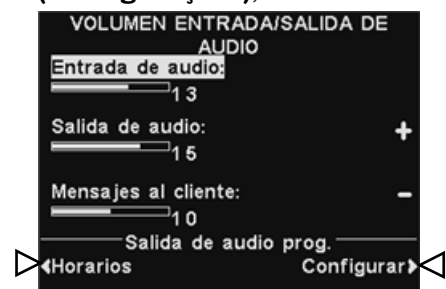 VOLUMEN ENTRADA/SALIDA DE
AUDIO
Entrada de audio:
13
Salida de audio:
+
15
Mensajes al cliente:
-
10
Salida de audio prog.
Horarios Configurar